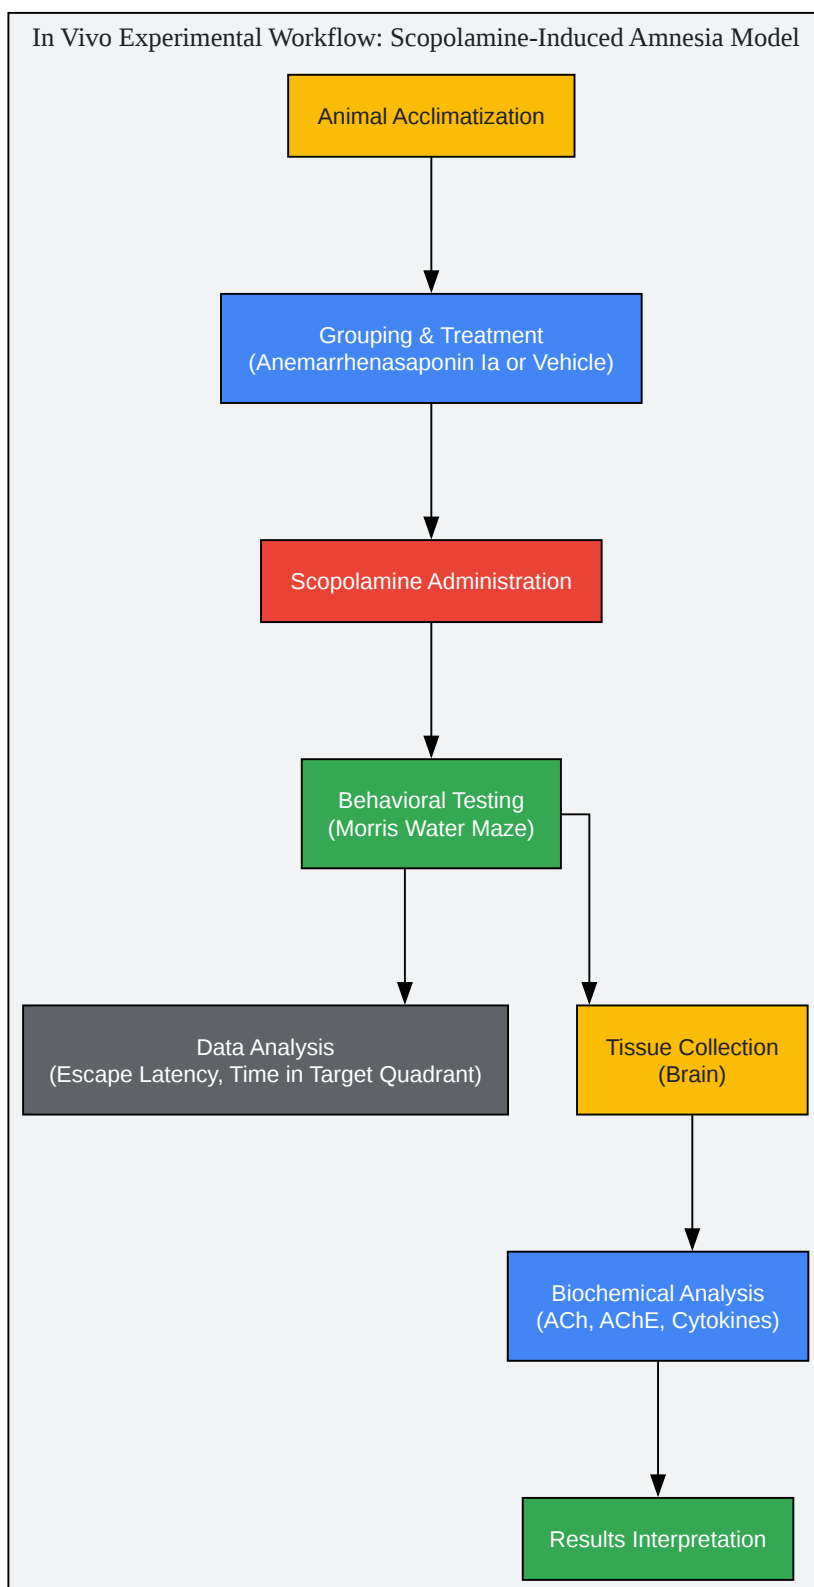 In Vivo Experimental Workflow: Scopolamine-Induced Amnesia Model
Animal Acclimatization
Grouping & Treatment
(Anemarrhenasaponin Ia or Vehicle)
Scopolamine Administration
Behavioral Testing
(Morris Water Maze)
Data Analysis
(Escape Latency, Time in Target Quadrant)
Tissue Collection
(Brain)
Biochemical Analysis
(ACh, AChE, Cytokines)
Results Interpretation